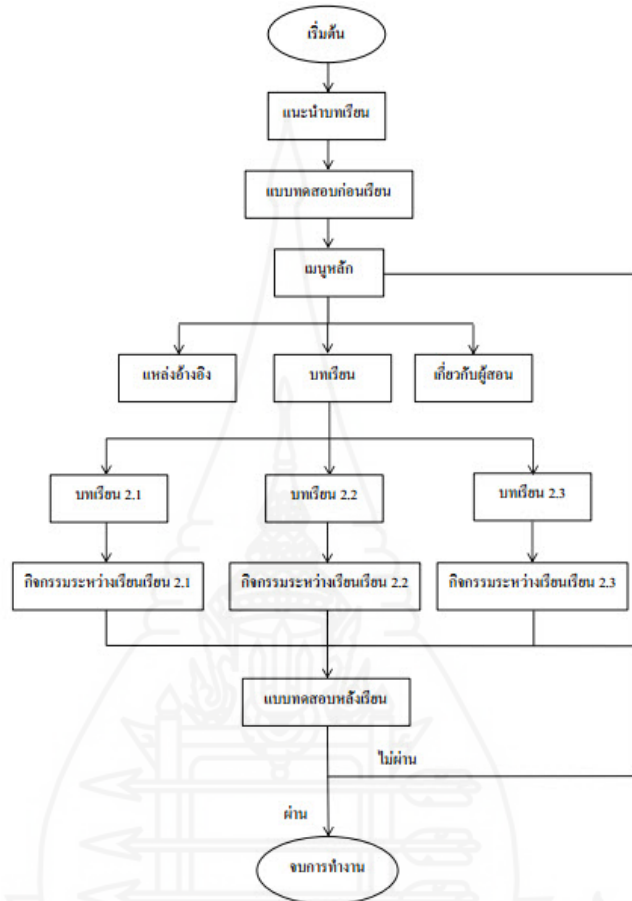 เริ่มต้น
แนะนำบทเรียน
แบบทดสอบก่อนเรียน
เมนูหลัก
แหล่งอ้างอิง
บทเรียน
เกี่ยวกับผู้สอน
บทเรียน 2.1
บทเรียน 2.2
บทเรียน 2.3
กิจกรรมระหว่างเรียนเรียน 2.1
กิจกรรมระหว่างเรียนเรียน 2.2
กิจกรรมระหว่างเรียนเรียน 2.3
แบบทดสอบหลังเรียน
ไม่ผ่าน
ผ่าน
จบการทำงาน